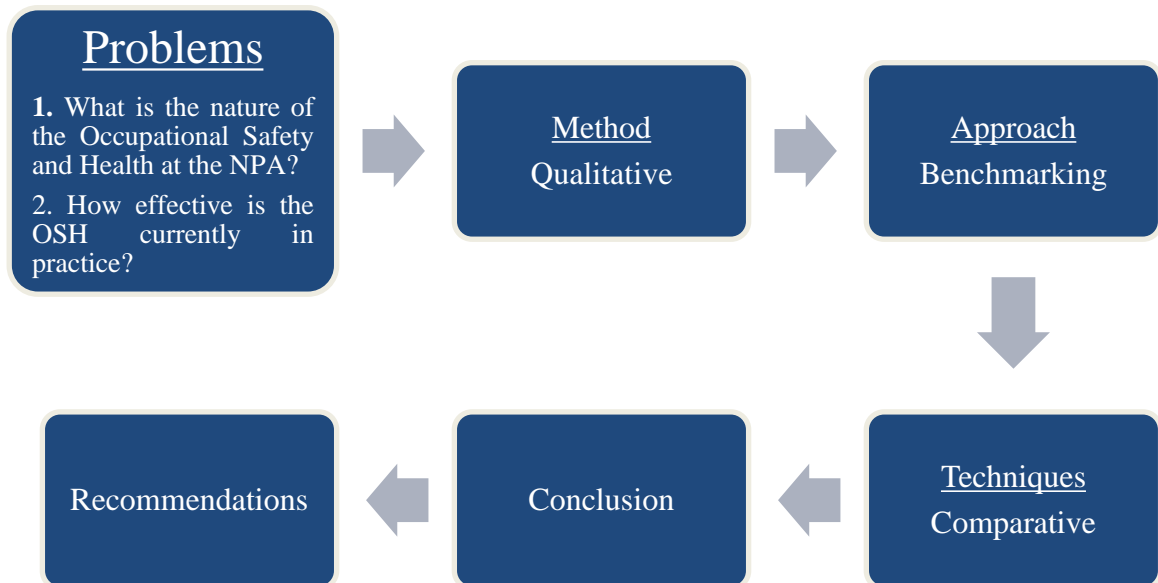 Problems
1. What is the nature of
the Occupational Safety
and Health at the NPA?
2. How effective is the
OSH currently in
practice?
Method
Qualitative
Approach
Benchmarking
Techniques
Comparative
Conclusion
Recommendations